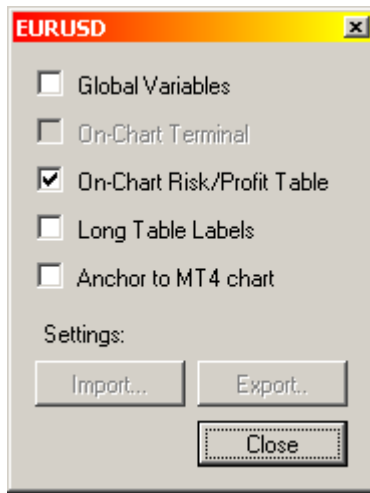 EURUSD
Global Variables
On-Chart Terminal
On-Chart Risk/Profit Table
Long Table Labels
Anchor to MT4 chart
Settings:
Import... Export..
Close